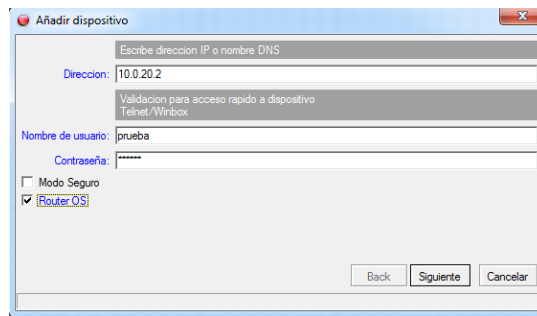 Añadir dispositivo
Escribe direccion IP o nombre DNS
Direccion: 10.0.20.2
Validacion para acceso rapido a dispositivo
Telnet/Winbox
Nombre de usuario: prueba
Contraseña: ******
Modo Seguro
Router OS
Back Siguiente Cancelar